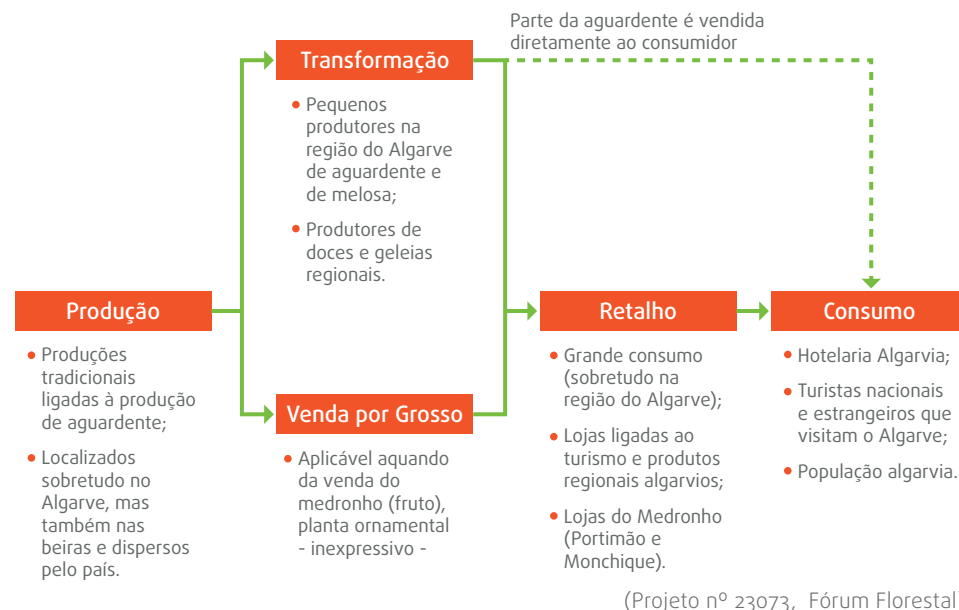 Parte da aguardente é vendida
diretamente ao consumidor
Transformação
• Pequenos
produtores na
região do Algarve
de aguardente e
de melosa;
• Produtores de
doces e geleias
regionais.
Produção
• Produções
tradicionais
ligadas à produção
de aguardente;
• Localizados
sobretudo no
Algarve, mas
também nas
beiras e dispersos
pelo país.
Venda por Grosso
• Aplicável aquando
da venda do
medronho (fruto),
planta ornamental
- inexpressivo -
Retalho
• Grande consumo
(sobretudo na
região do Algarve);
• Lojas ligadas ao
turismo e produtos
regionais algarvios;
• Lojas do Medronho
(Portimão e
Monchique).
Consumo
• Hotelaria Algarvia;
• Turistas nacionais
e estrangeiros que
visitam o Algarve;
• População algarvia.
(Projeto nº 23073, Fórum Florestal